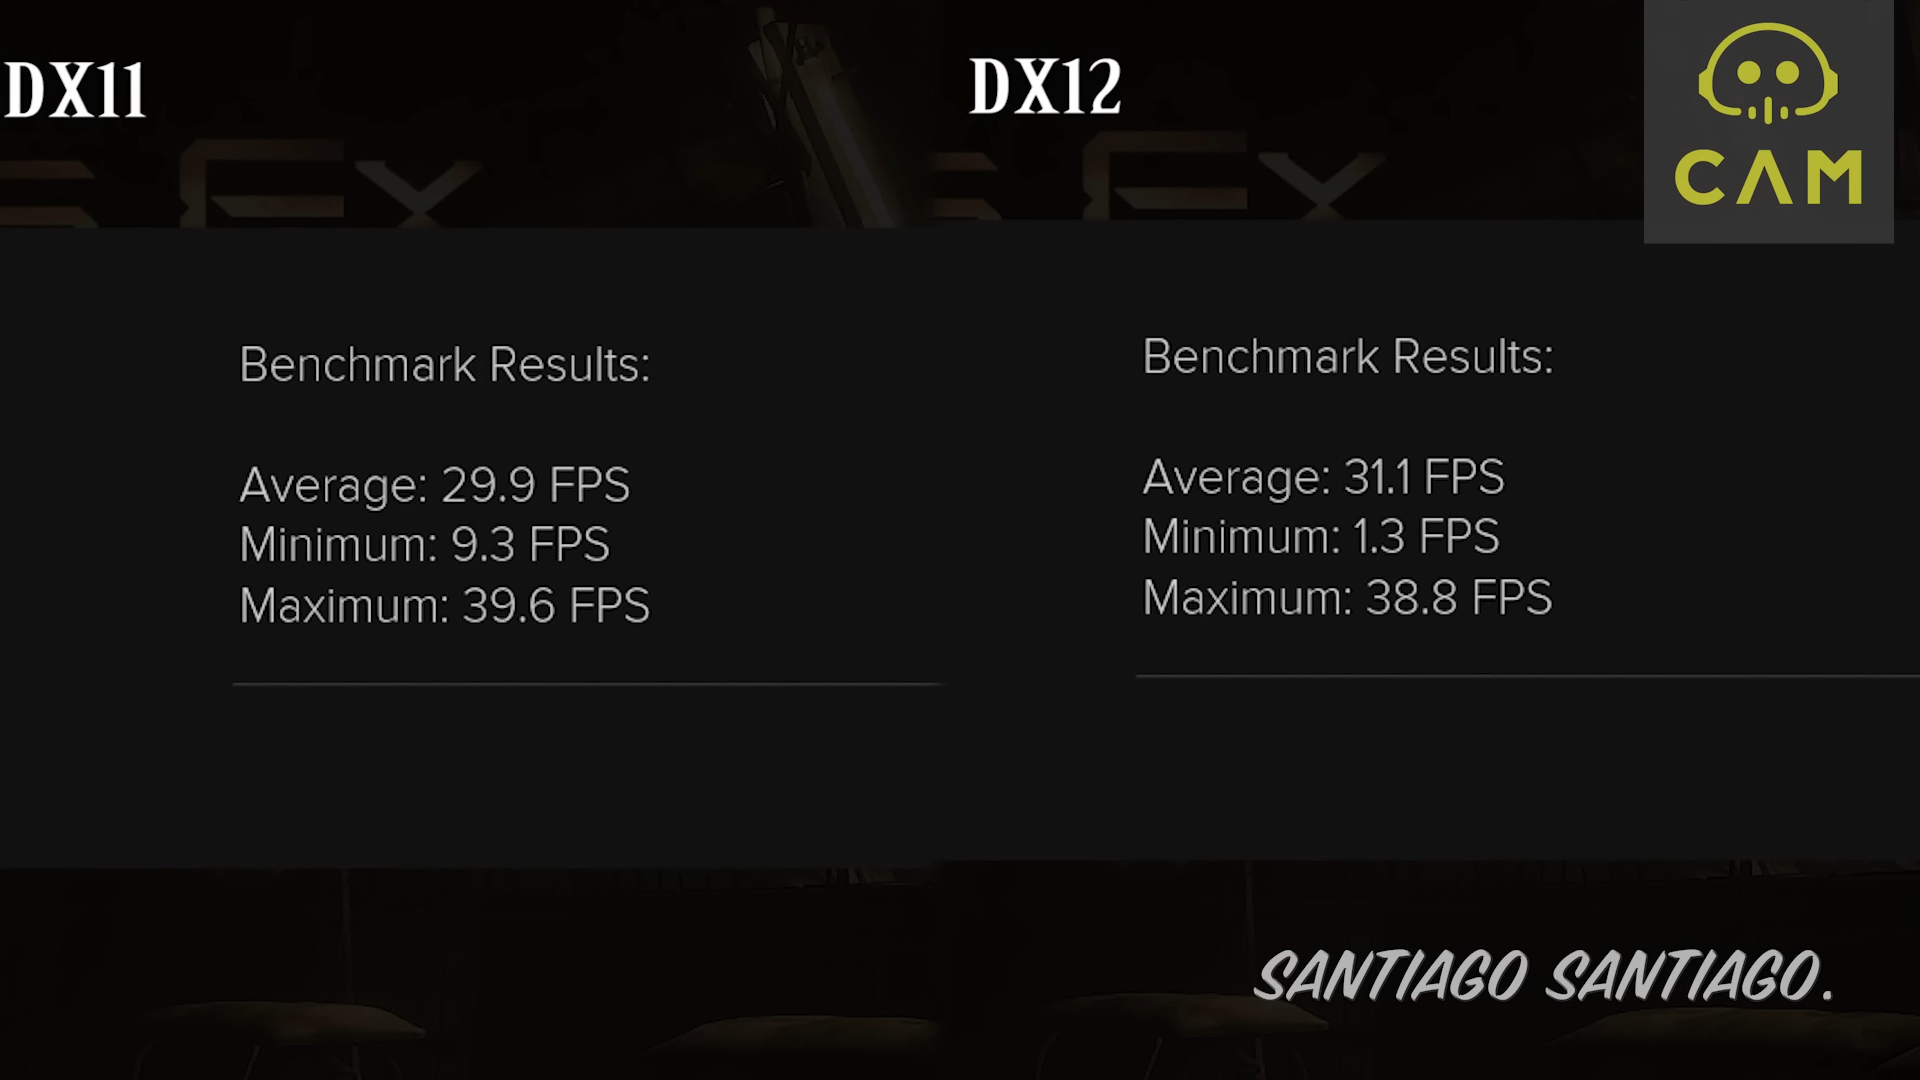 DX11
DX12
CAM
Benchmark Results:
Average: 29.9 FPS
Minimum: 9.3 FPS
Maximum: 39.6 FPS
Benchmark Results:
Average: 31.1 FPS
Minimum: 1.3 FPS
Maximum: 38.8 FPS
SANTIAGO SANTIAGO.